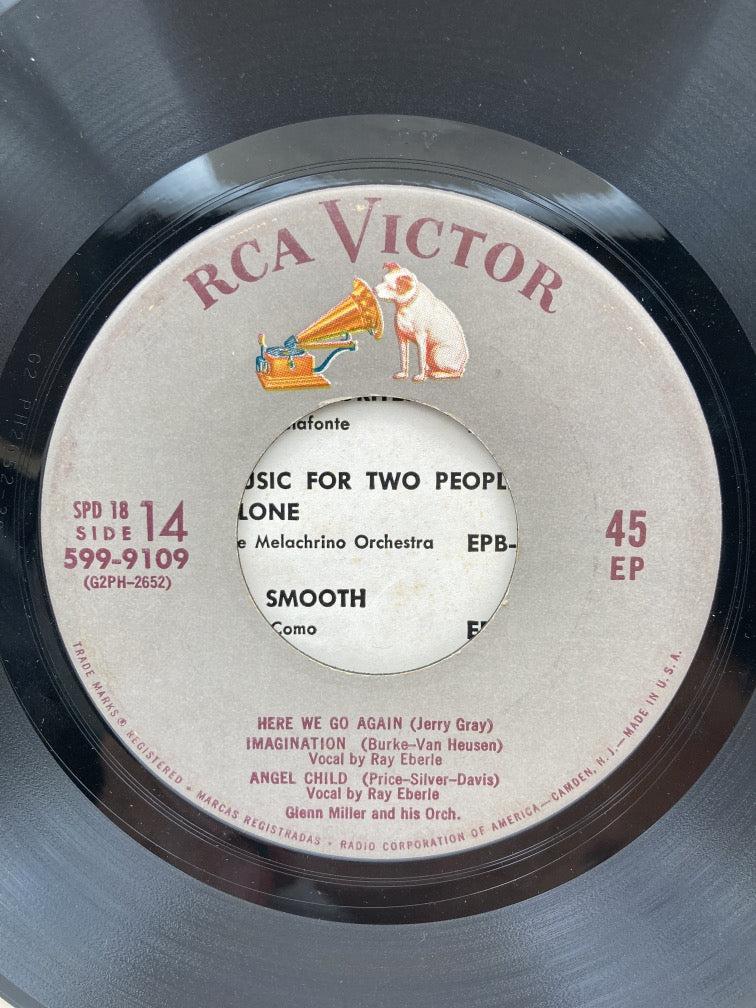 RCA VICTOR
lafonte
USIC FOR TWO PEOPL
LONE
e Melachrino Orchestra EPB-
SMOOTH
Como
SPD 18
SIDE 14
599-9109
(G2PH-2652)
45
EP
HERE WE GO AGAIN (Jerry Gray)
IMAGINATION (Burke-Van Heusen)
Vocal by Ray Eberle
ANGEL CHILD (Price-Silver-Davis)
Vocal by Ray Eberle
Glenn Miller and his Orch.
TRADE MARKS ® REGISTERED • MARCAS REGISTRADAS • RADIO CORPORATION OF AMERICA—CAMDEN, N. J.—MADE IN U. S. A.